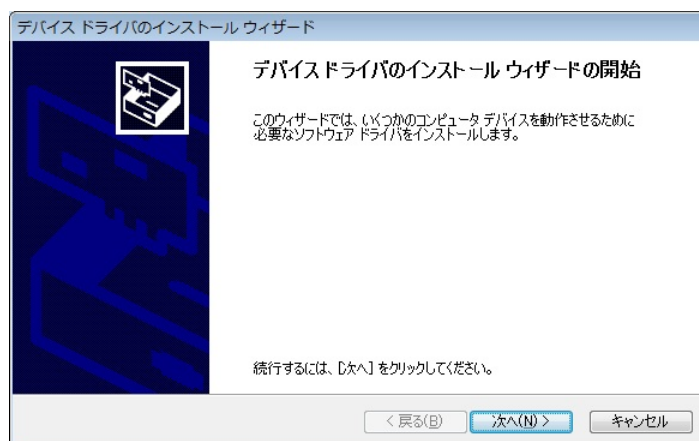 デバイス ドライバのインストール ウィザード
デバイス ドライバのインストール ウィザードの開始
このウィザードでは、いくつかのコンピュータ デバイスを動作させるために
必要なソフトウェア ドライバをインストールします。
続行するには、[次へ] をクリックしてください。
< 戻る(B) 次へ(N) > キャンセル